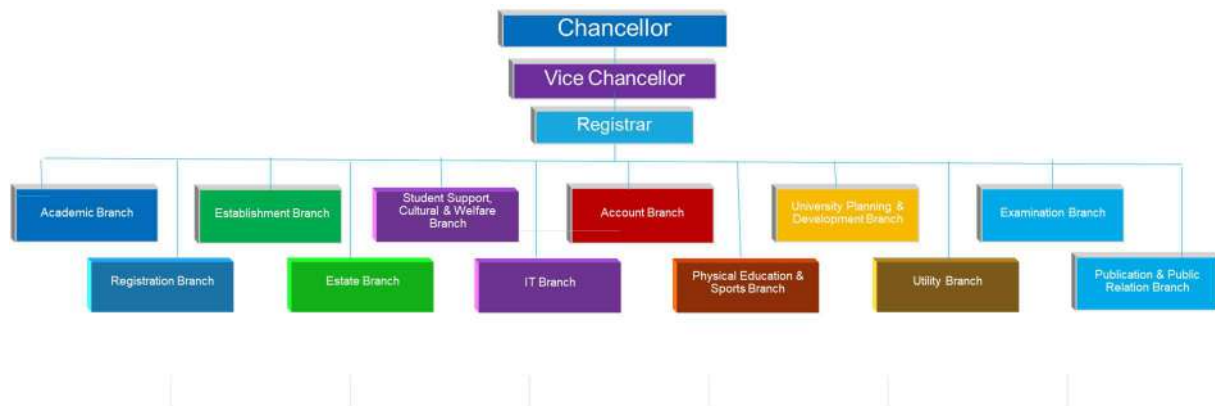 Chancellor
Vice Chancellor
Registrar
Academic Branch
Establishment Branch
Student Support,
Cultural & Welfare
Branch
Account Branch
University Planning &
Development Branch
Examination Branch
Registration Branch
Estate Branch
IT Branch
Physical Education &
Sports Branch
Utility Branch
Publication & Public
Relation Branch